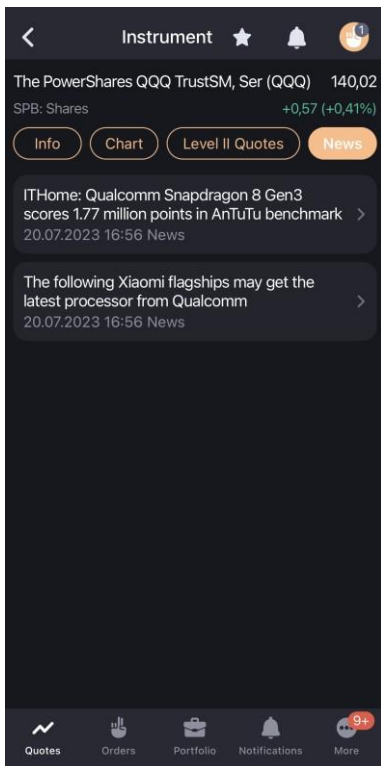 Instrument
1
The PowerShares QQQ TrustSM, Ser (QQQ) 140,02
SPB: Shares +0,57 (+0,41%)
Info Chart Level II Quotes News
ITHome: Qualcomm Snapdragon 8 Gen3
scores 1.77 million points in AnTuTu benchmark
20.07.2023 16:56 News
The following Xiaomi flagships may get the
latest processor from Qualcomm
20.07.2023 16:56 News
9+
Quotes Orders Portfolio Notifications More